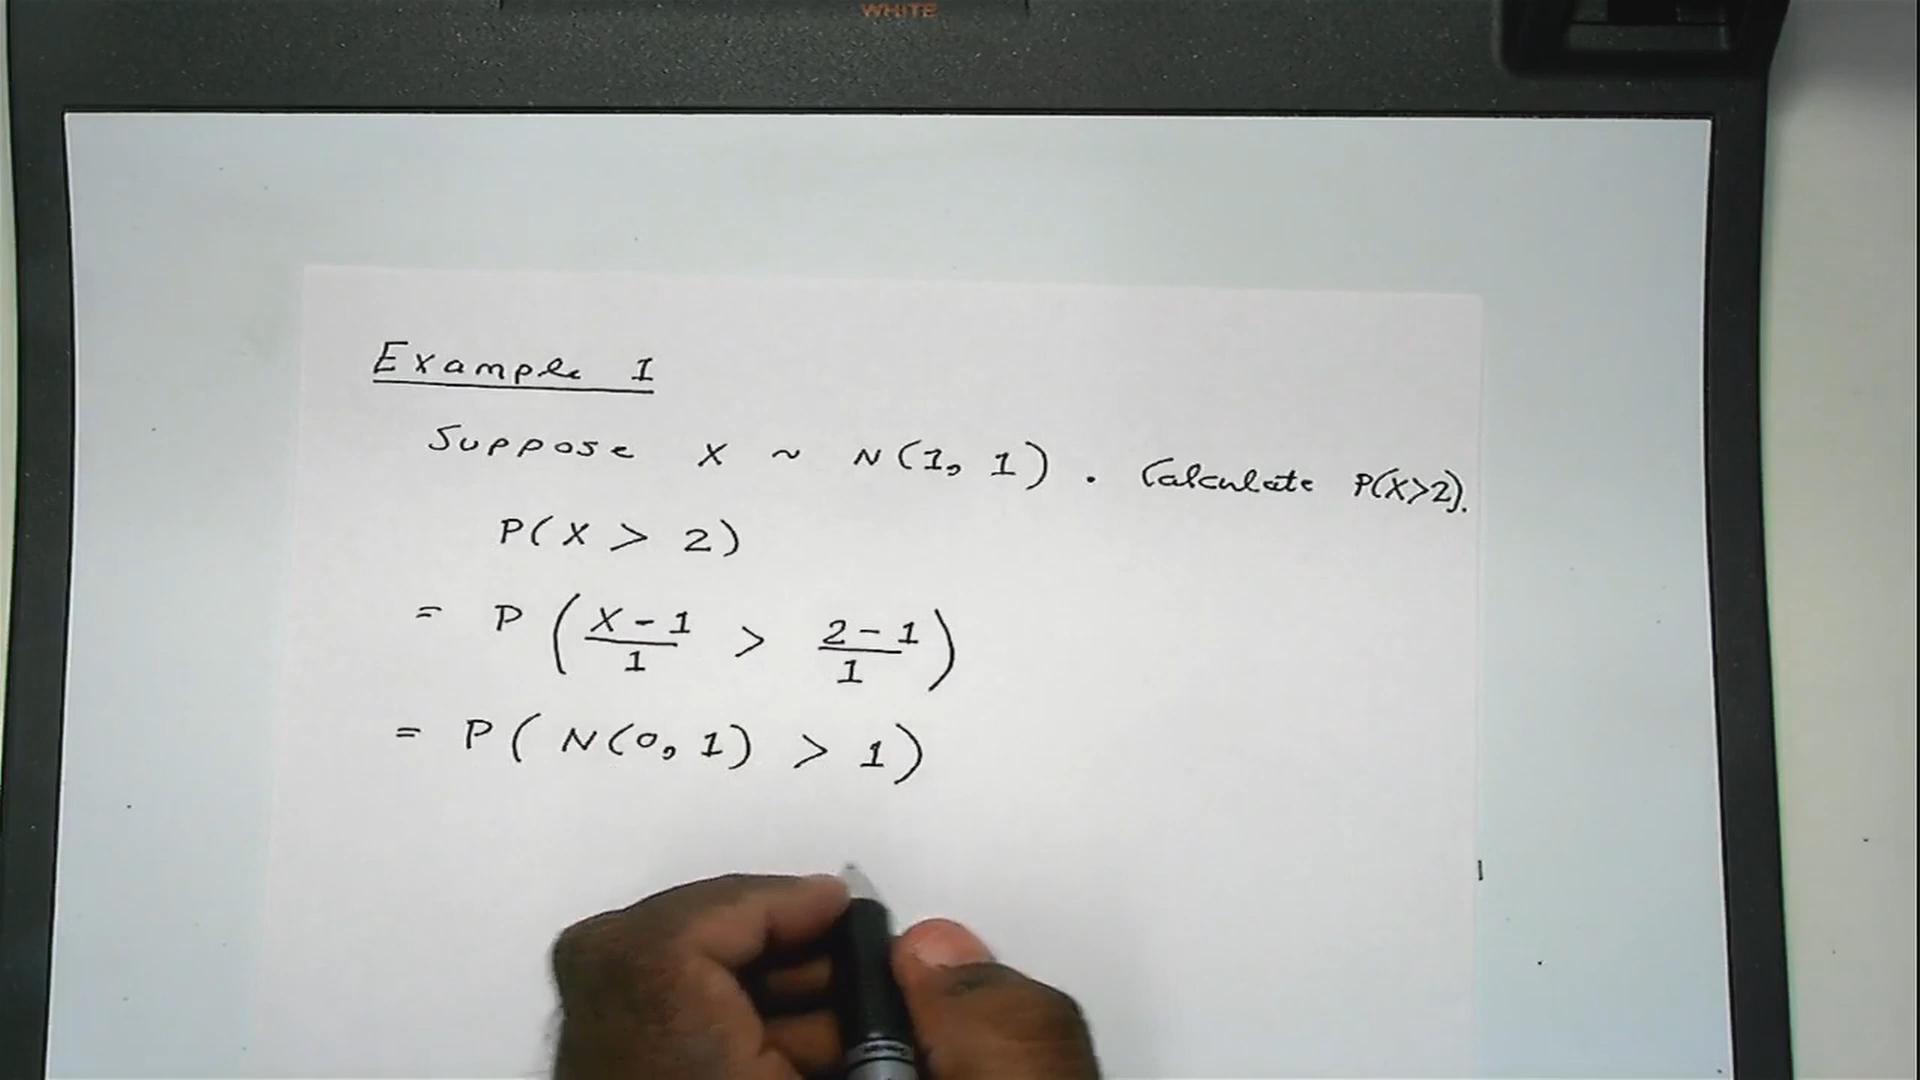 WHITE
Example 1
Suppose X ~ N(1, 1). Calculate P(X>2).
P(X > 2)
= P (X-1/1 > 2-1/1)
= P( N(0, 1) > 1)